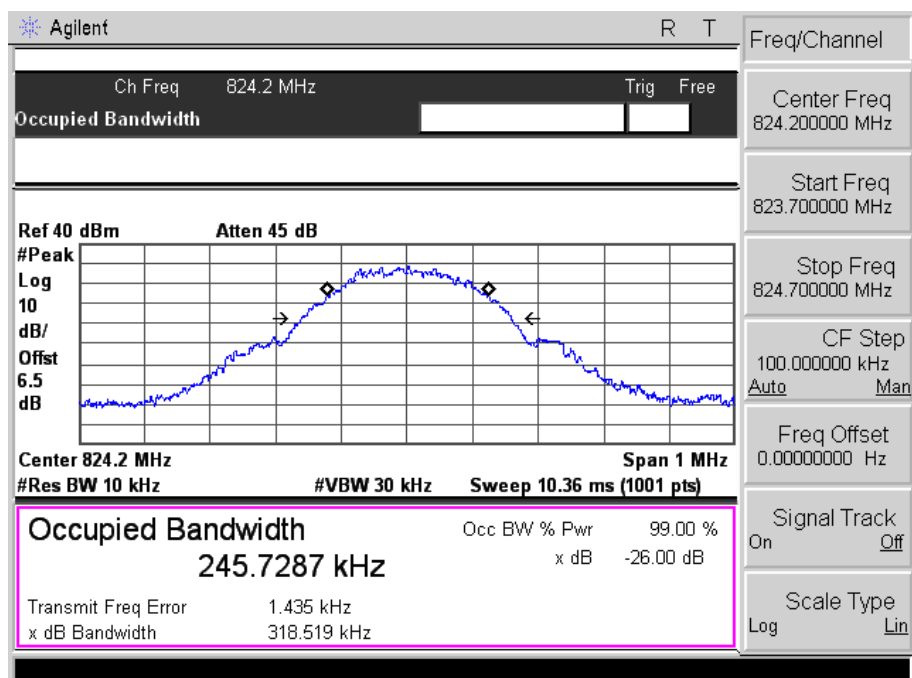 Agilent R T
Freq/Channel
Ch Freq 824.2 MHz Trig Free
Occupied Bandwidth
Center Freq
824.200000 MHz
Start Freq
823.700000 MHz
Stop Freq
824.700000 MHz
CF Step
100.000000 kHz
Auto Man
Freq Offset
0.00000000 Hz
Signal Track
On Off
Scale Type
Log Lin
Ref 40 dBm Atten 45 dB
#Peak
Log
10
dB/
Offst
6.5
dB
Center 824.2 MHz Span 1 MHz
#Res BW 10 kHz #VBW 30 kHz Sweep 10.36 ms (1001 pts)
Occupied Bandwidth Occ BW % Pwr 99.00 %
245.7287 kHz x dB -26.00 dB
Transmit Freq Error 1.435 kHz
x dB Bandwidth 318.519 kHz